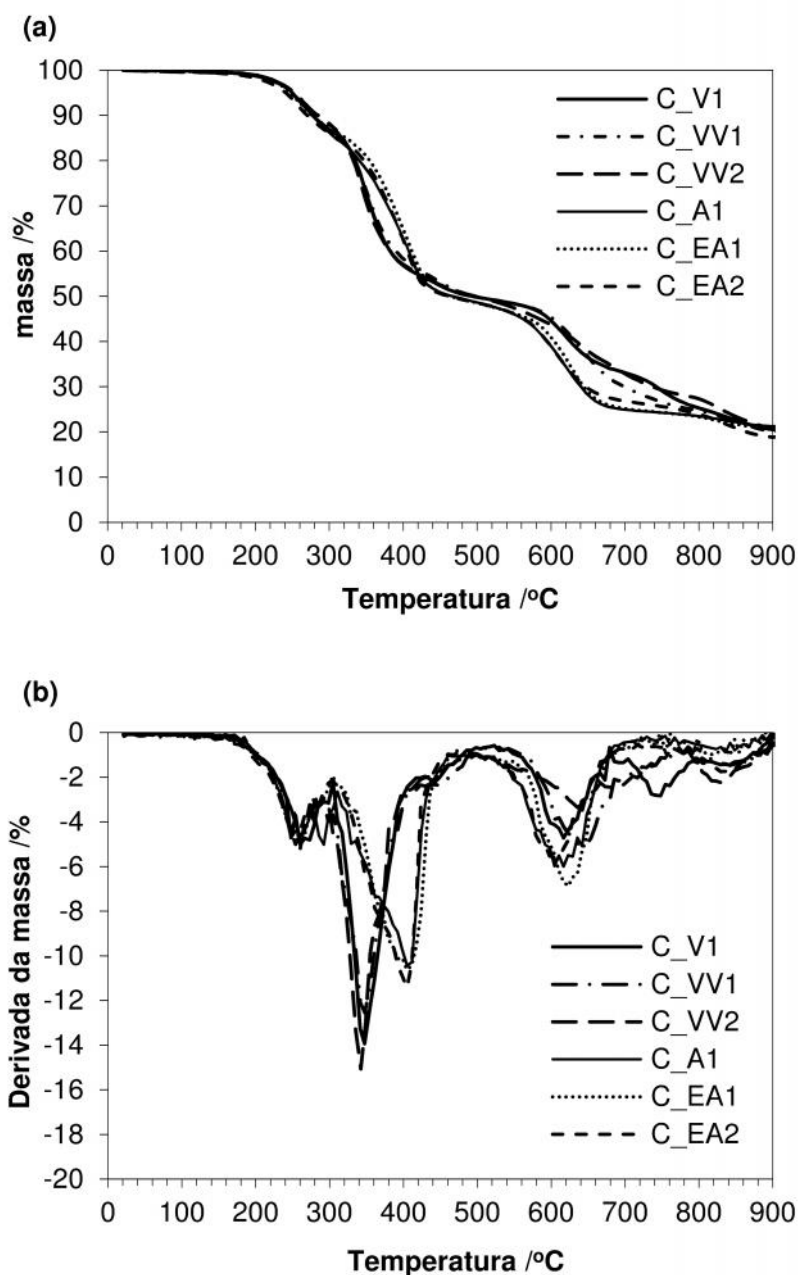 (a)
100
90
80
70
60
50
40
30
20
10
0
massa /%
C_V1
C_VV1
C_VV2
C_A1
C_EA1
C_EA2
0 100 200 300 400 500 600 700 800 900
Temperatura /ºC
(b)
0
-2
-4
-6
-8
-10
-12
-14
-16
-18
-20
Derivada da massa /%
C_V1
C_VV1
C_VV2
C_A1
C_EA1
C_EA2
0 100 200 300 400 500 600 700 800 900
Temperatura /ºC